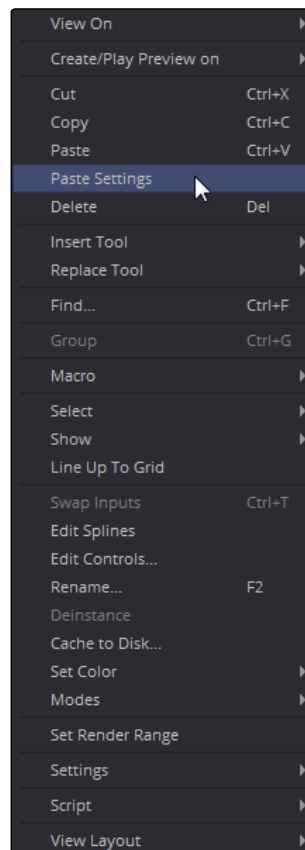 View On
Create/Play Preview on
Cut Ctrl+X
Copy Ctrl+C
Paste Ctrl+V
Paste Settings
Delete Del
Insert Tool
Replace Tool
Find... Ctrl+F
Group Ctrl+G
Macro
Select
Show
Line Up To Grid
Swap Inputs Ctrl+T
Edit Splines
Edit Controls...
Rename... F2
Deinstance
Cache to Disk...
Set Color
Modes
Set Render Range
Settings
Script
View Layout